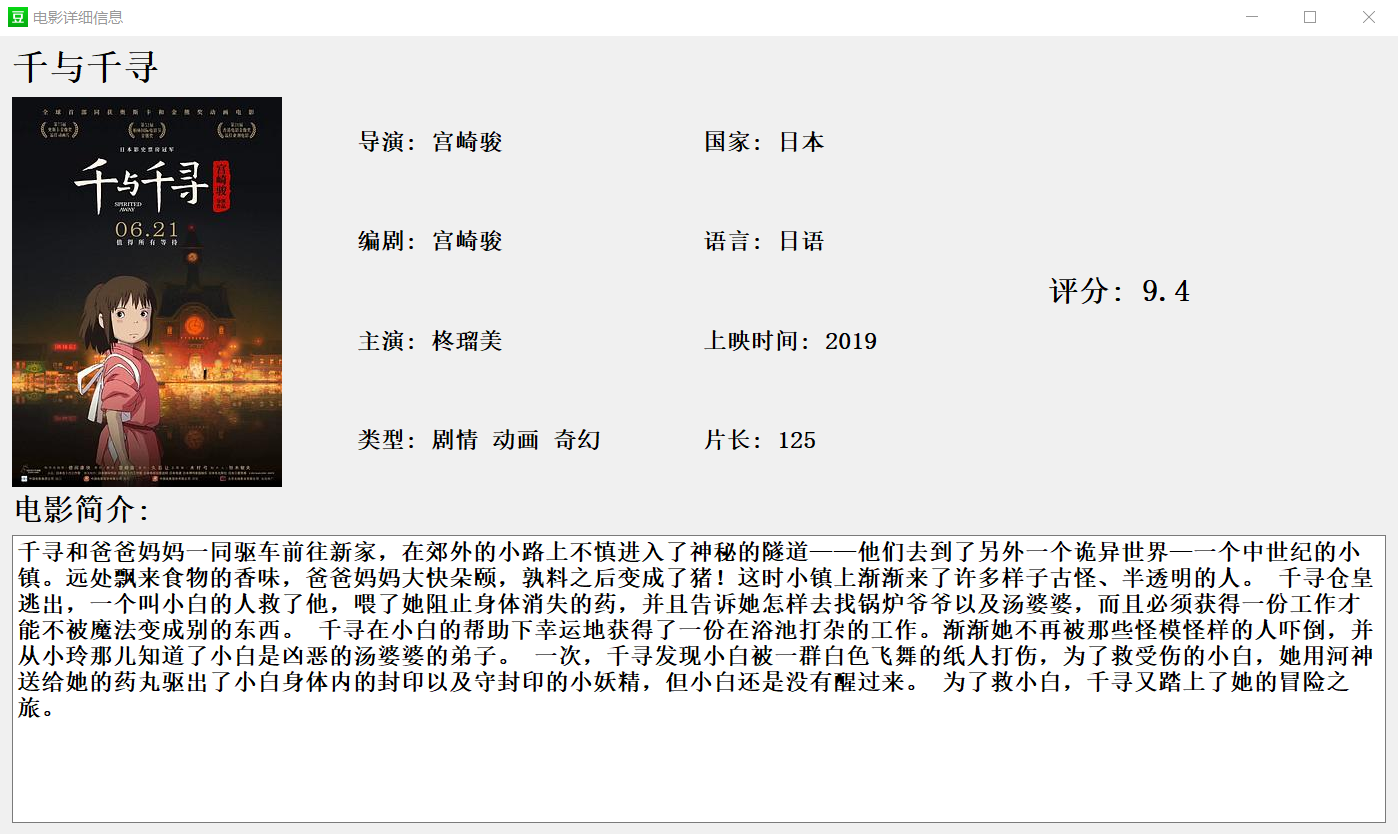 豆 电影详细信息
千与千寻
全球首部同获奥斯卡和金熊奖动画电影
日本影史票房冠军
千与千寻
宫崎骏
SPIRITED
AWAY
06.21
值得所有等待
导演: 宫崎骏
国家: 日本
编剧: 宫崎骏
语言: 日语
评分: 9.4
主演: 柊瑠美
上映时间: 2019
类型: 剧情 动画 奇幻
片长: 125
电影简介:
千寻和爸爸妈妈一同驱车前往新家，在郊外的小路上不慎进入了神秘的隧道——他们去到了另外一个诡异世界—一个中世纪的小
镇。远处飘来食物的香味，爸爸妈妈大快朵颐，孰料之后变成了猪！这时小镇上渐渐来了许多样子古怪、半透明的人。 千寻仓皇
逃出，一个叫小白的人救了他，喂了她阻止身体消失的药，并且告诉她怎样去找锅炉爷爷以及汤婆婆，而且必须获得一份工作才
能不被魔法变成别的东西。 千寻在小白的帮助下幸运地获得了一份在浴池打杂的工作。渐渐她不再被那些怪模怪样的人吓倒，并
从小玲那儿知道了小白是凶恶的汤婆婆的弟子。 一次，千寻发现小白被一群白色飞舞的纸人打伤，为了救受伤的小白，她用河神
送给她的药丸驱出了小白身体内的封印以及守封印的小妖精，但小白还是没有醒过来。 为了救小白，千寻又踏上了她的冒险之
旅。